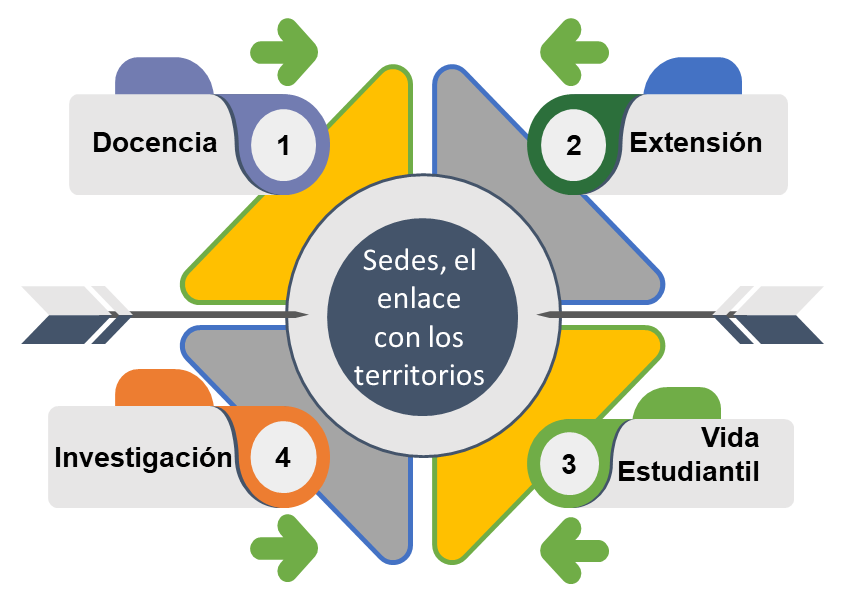 Docencia
1
2
Extensión
Sedes, el
enlace
con los
territorios
Investigación
4
3
Vida
Estudiantil